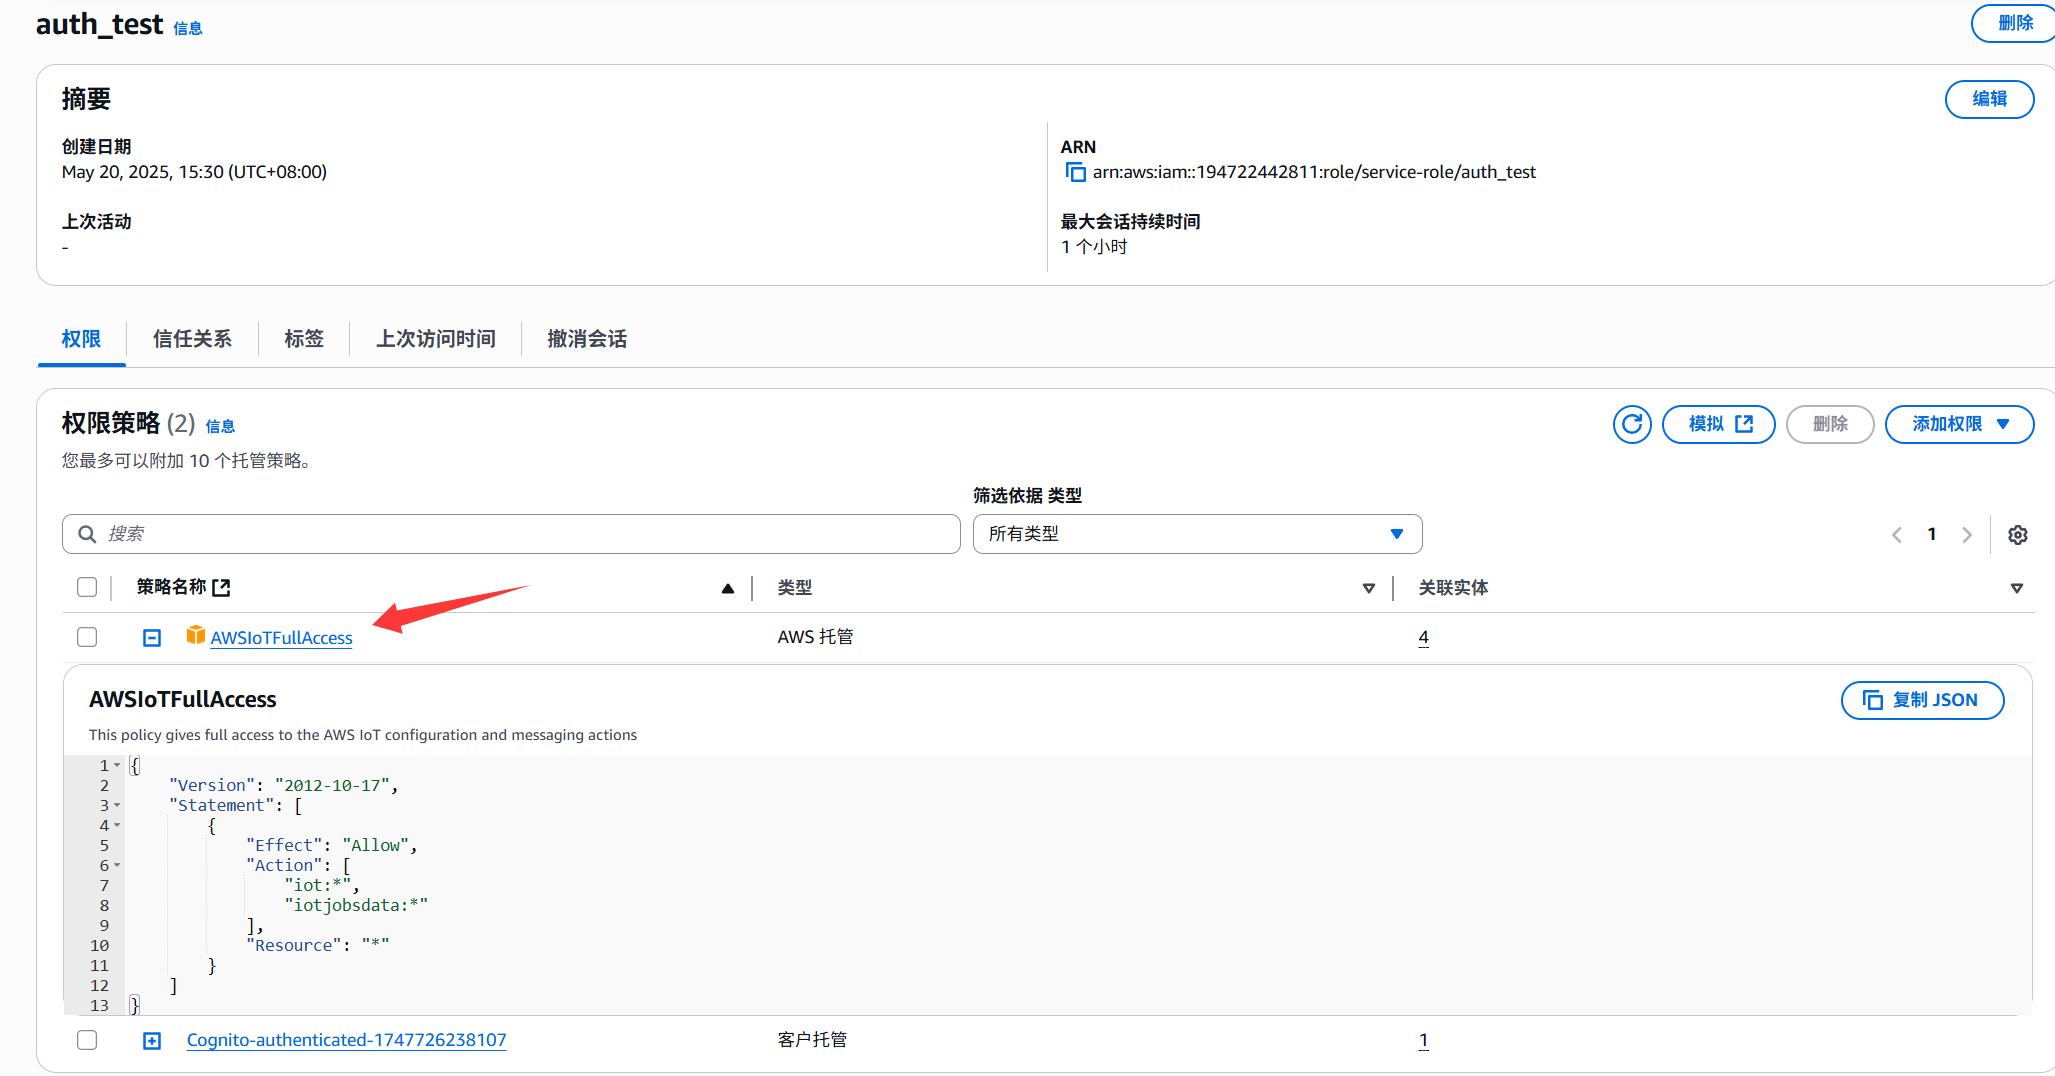 auth_test 信息
删除
摘要
编辑
创建日期
May 20, 2025, 15:30 (UTC+08:00)
ARN
arn:aws:iam::194722442811:role/service-role/auth_test
上次活动
-
最大会话持续时间
1 个小时
权限
信任关系
标签
上次访问时间
撤消会话
权限策略 (2) 信息
模拟
删除
添加权限
您最多可以附加 10 个托管策略。
筛选依据 类型
搜索
所有类型
1
策略名称
类型
关联实体
AWSIoTFullAccess
AWS 托管
4
AWSIoTFullAccess
复制 JSON
This policy gives full access to the AWS IoT configuration and messaging actions
1 {
2     "Version": "2012-10-17",
3     "Statement": [
4         {
5             "Effect": "Allow",
6             "Action": [
7                 "iot:*",
8                 "iotjobsdata:*"
9             ],
10             "Resource": "*"
11         }
12     ]
13 }
Cognito-authenticated-1747726238107
客户托管
1